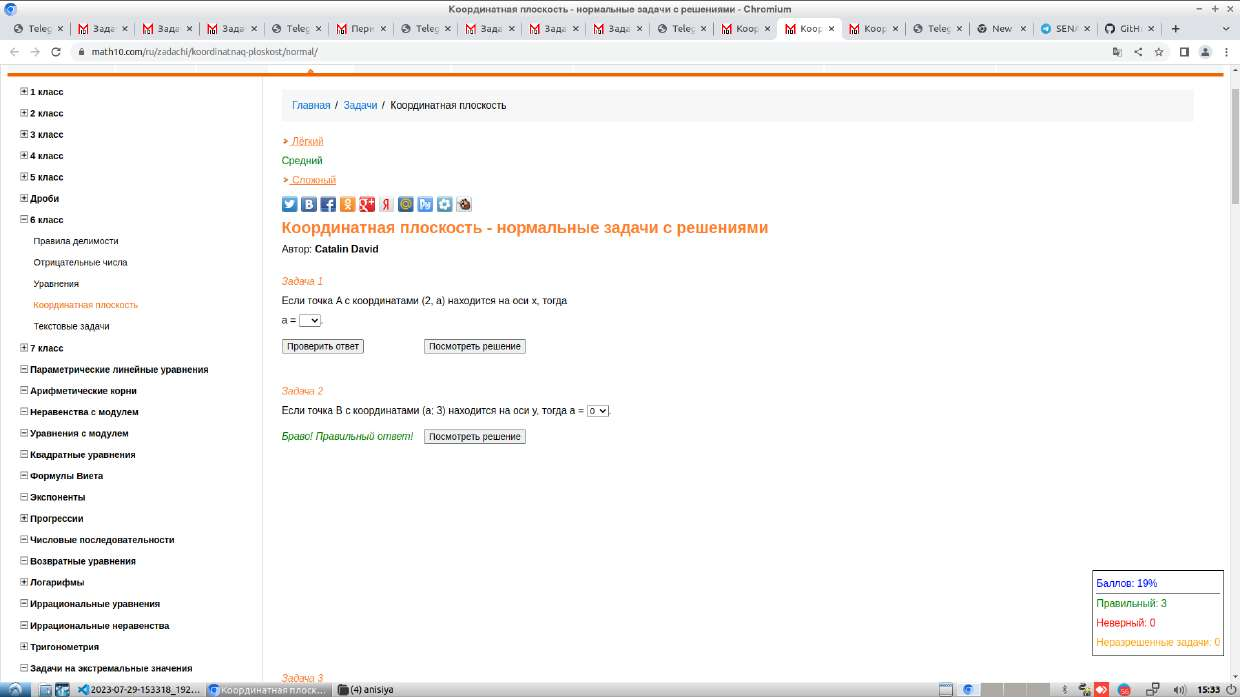 Координатная плоскость - нормальные задачи с решениями - Chromium
Teleg Зада Зада Зада Teleg Перп Teleg Зада Зада Зада Teleg Коор Коор Коор Teleg New SENA GitHu
math10.com/ru/zadachi/koordinatnaq-ploskost/normal/
1 класс
2 класс
3 класс
4 класс
5 класс
Дроби
6 класс
Правила делимости
Отрицательные числа
Уравнения
Координатная плоскость
Текстовые задачи
7 класс
Параметрические линейные уравнения
Арифметические корни
Неравенства с модулем
Уравнения с модулем
Квадратные уравнения
Формулы Виета
Экспоненты
Прогрессии
Числовые последовательности
Возвратные уравнения
Логарифмы
Иррациональные уравнения
Иррациональные неравенства
Тригонометрия
Задачи на экстремальные значения
Главная / Задачи / Координатная плоскость
Лёгкий
Средний
Сложный
Координатная плоскость - нормальные задачи с решениями
Автор: Catalin David
Задача 1
Если точка A с координатами (2, a) находится на оси x, тогда
a = .
Проверить ответ Посмотреть решение
Задача 2
Если точка B с координатами (a; 3) находится на оси y, тогда a = 0.
Браво! Правильный ответ! Посмотреть решение
Задача 3
Баллов: 19%
Правильный: 3
Неверный: 0
Неразрешенные задачи: 0
2023-07-29-153318_192... Координатная плоск... (4) anisiya 15:33